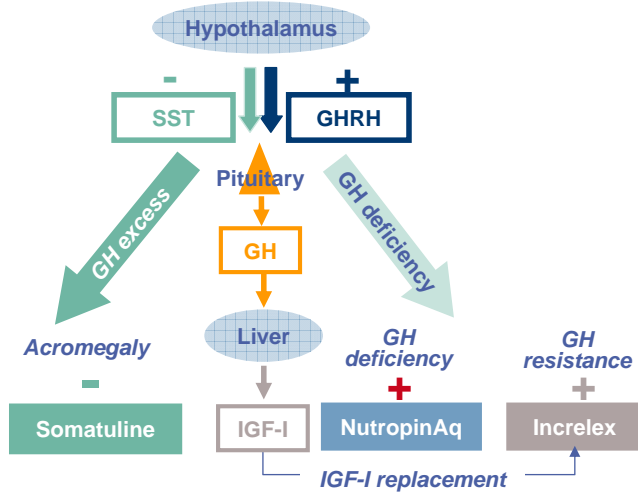 Hypothalamus
- +
SST GHRH
Pituitary
GH excess
GH deficiency
GH
Liver
Acromegaly
GH
deficiency
GH
resistance
- + +
Somatuline IGF-I NutropinAq Increlex
IGF-I replacement